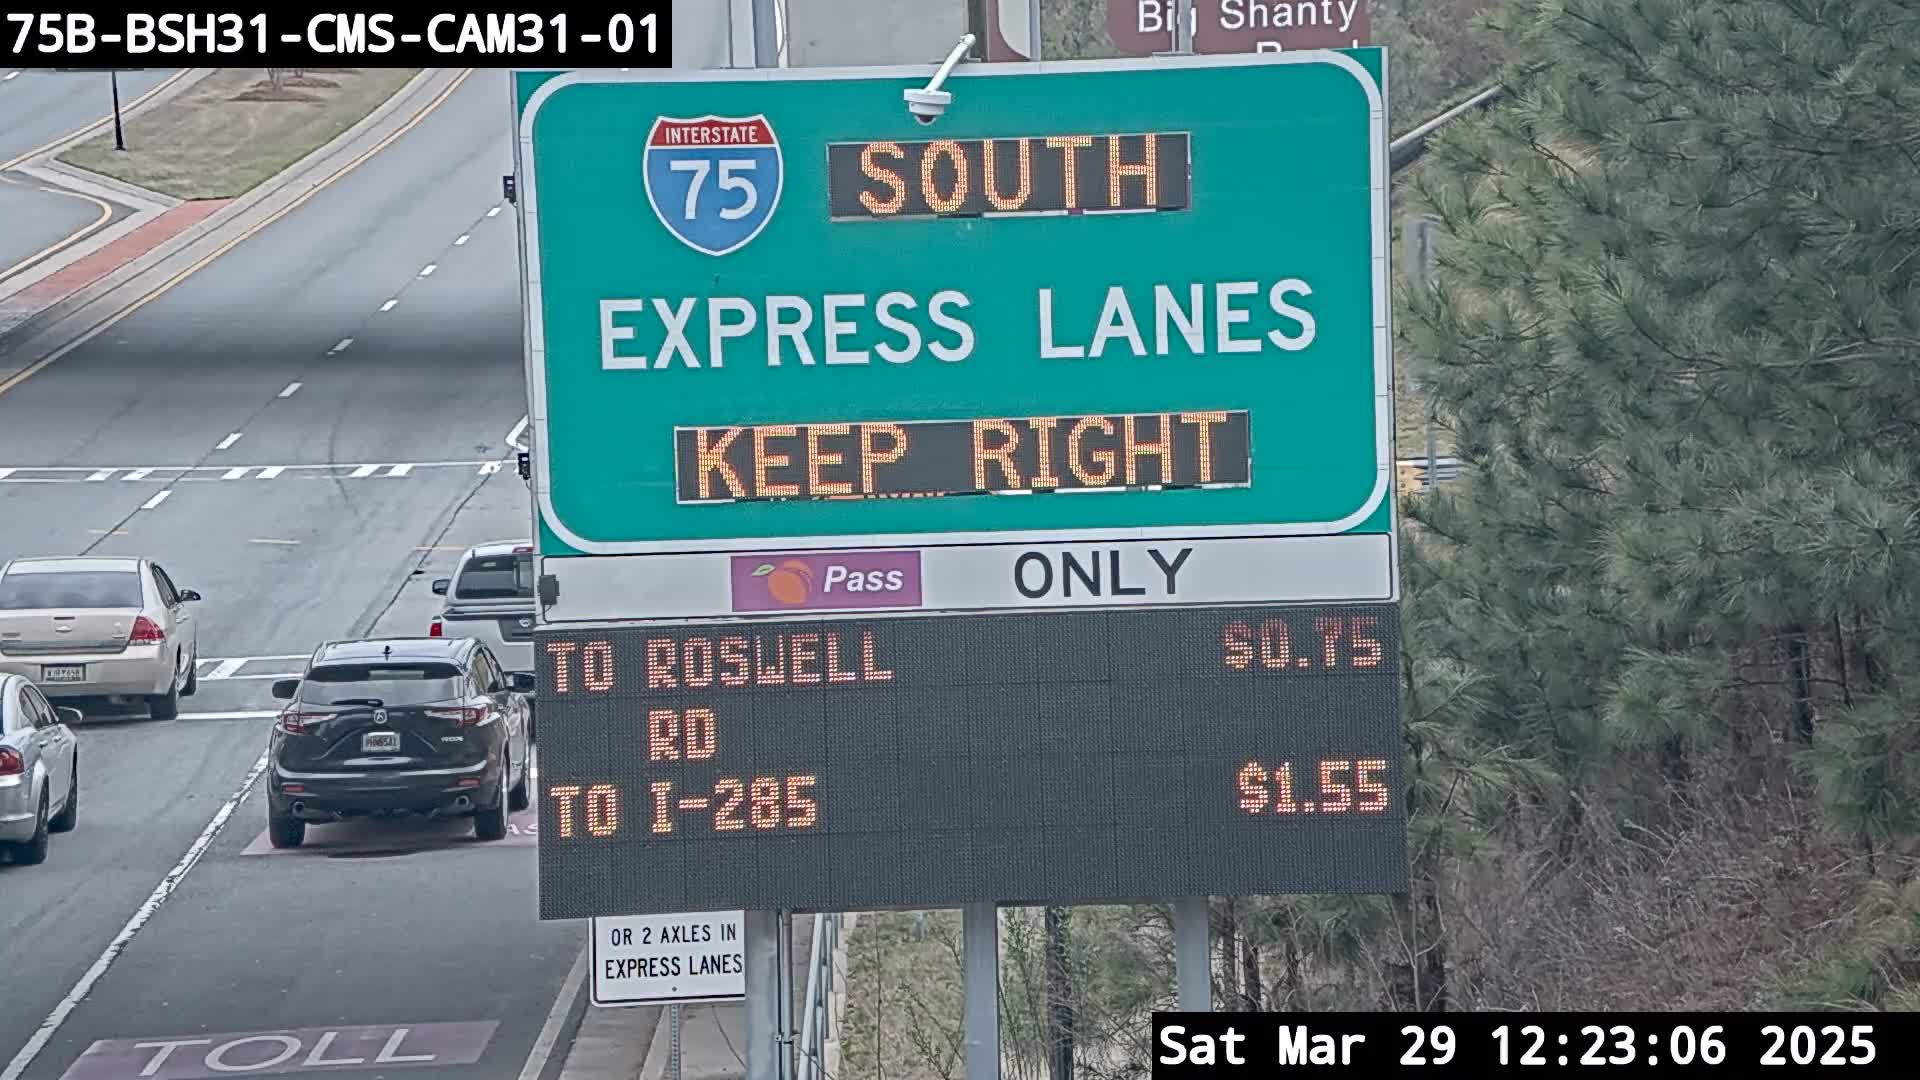 75B-BSH31-CMS-CAM31-01
Big Shanty
INTERSTATE
75
SOUTH
EXPRESS LANES
KEEP RIGHT
Pass
ONLY
TO ROSWELL $0.75
RD
TO I-285 $1.55
OR 2 AXLES IN
EXPRESS LANES
TOLL
Sat Mar 29 12:23:06 2025